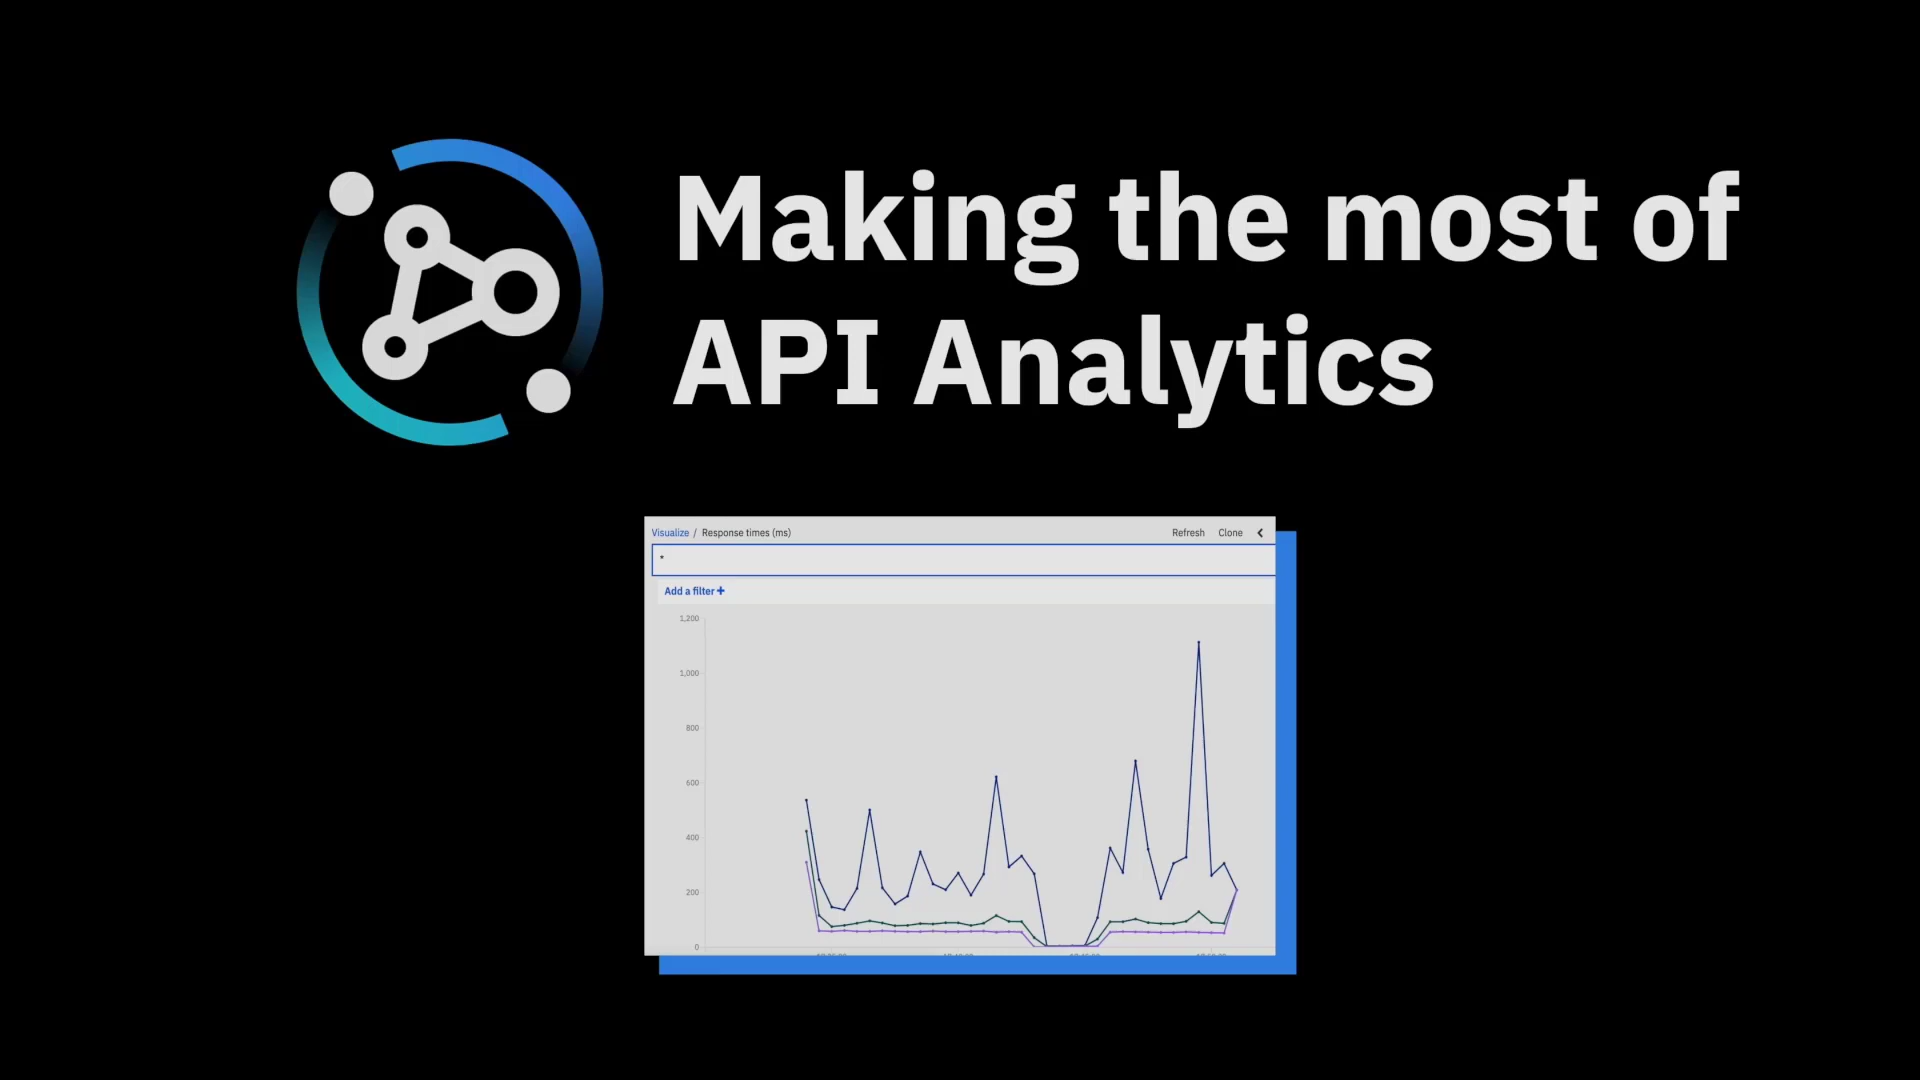 Making the most of
API Analytics
Visualize / Response times (ms)
Refresh Clone
*
Add a filter +
1,200
1,000
800
600
400
200
0